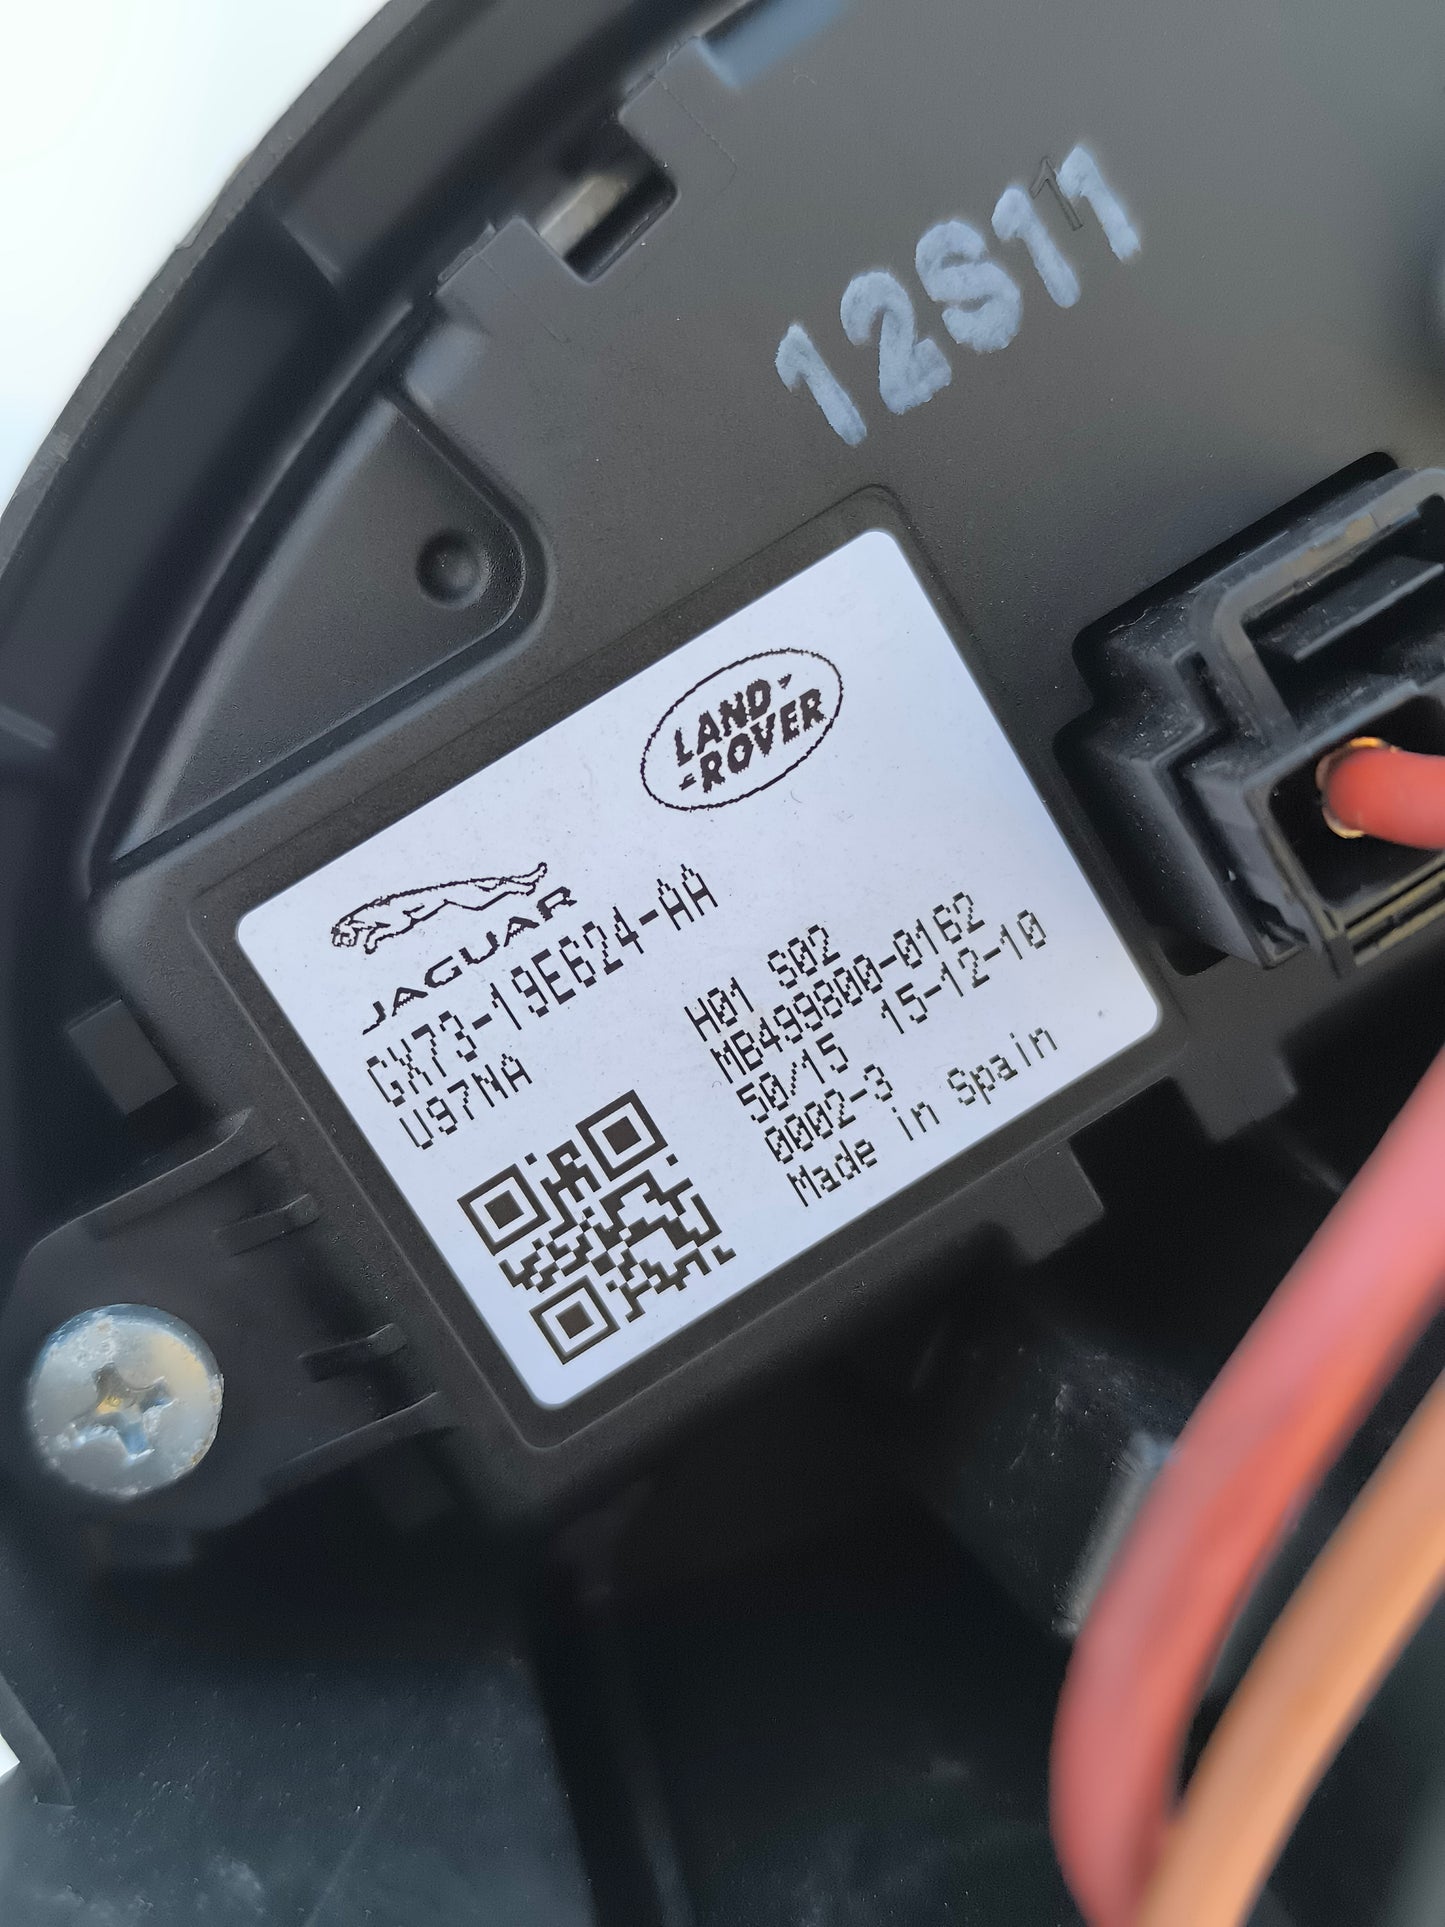 12S11
1
LAND
ROVER
JAGUAR
GX73-19E624-AA
U97NA
H01 S02
MB499800-0162
50/15 15-12-10
0002-3
Made in Spain